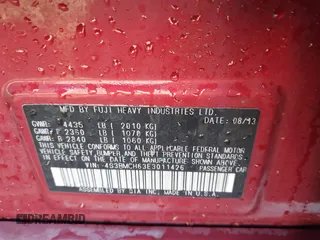 MFD BY FUJI HEAVY INDUSTRIES LTD.
GVWR: 4435 LB ( 2010 KG) DATE: 08/13
GAWR: F 2360 LB ( 1070 KG)
GAWR: R 2340 LB ( 1060 KG)
THIS VEHICLE CONFORMS TO ALL APPLICABLE FEDERAL MOTOR
VEHICLE SAFETY, BUMPER, AND THEFT PREVENTION
STANDARDS IN EFFECT ON THE DATE OF MANUFACTURE
SHOWN ABOVE.
VIN: 4S3BMCH63E3011426 PASSENGER CAR
ASSEMBLED BY SIA, INC. MADE IN U.S.A.
DREAMBID